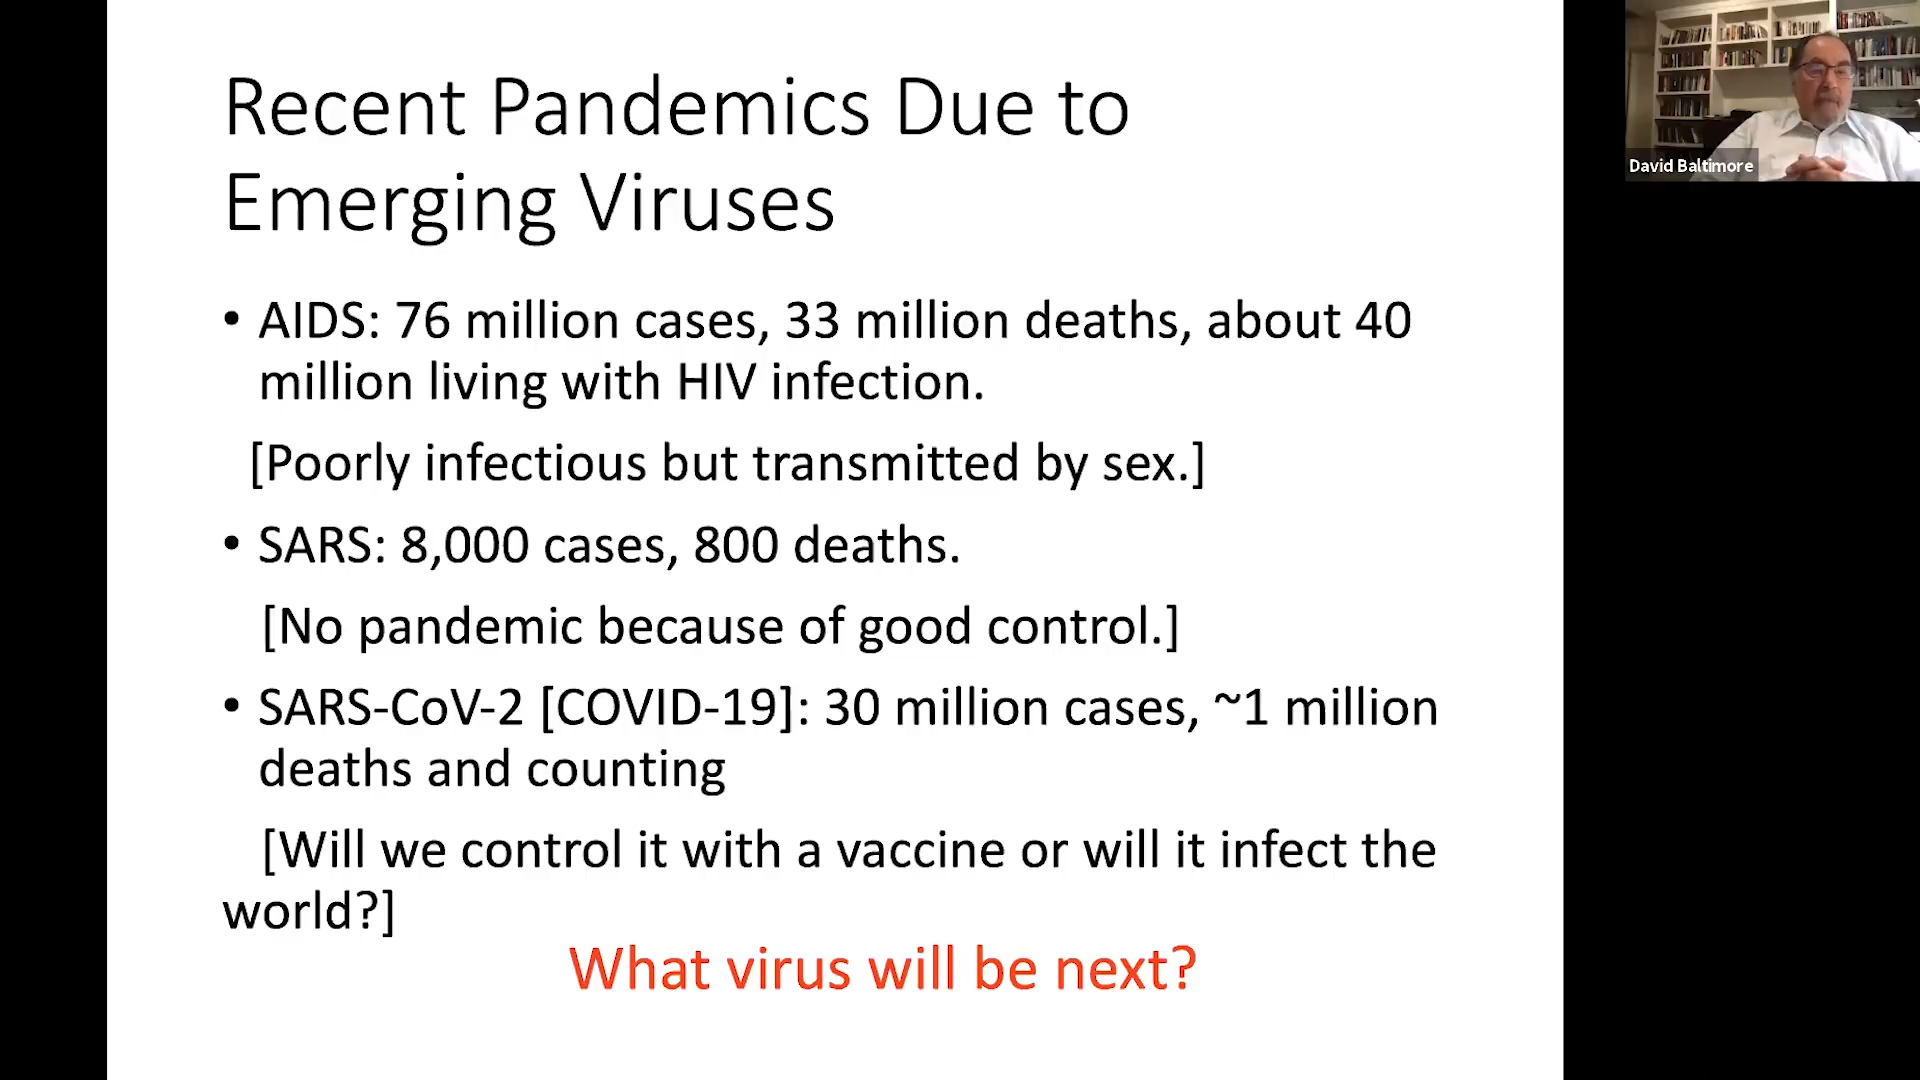 Recent Pandemics Due to
Emerging Viruses
• AIDS: 76 million cases, 33 million deaths, about 40
million living with HIV infection.
[Poorly infectious but transmitted by sex.]
• SARS: 8,000 cases, 800 deaths.
[No pandemic because of good control.]
• SARS-CoV-2 [COVID-19]: 30 million cases, ~1 million
deaths and counting
[Will we control it with a vaccine or will it infect the
world?]
What virus will be next?
David Baltimore